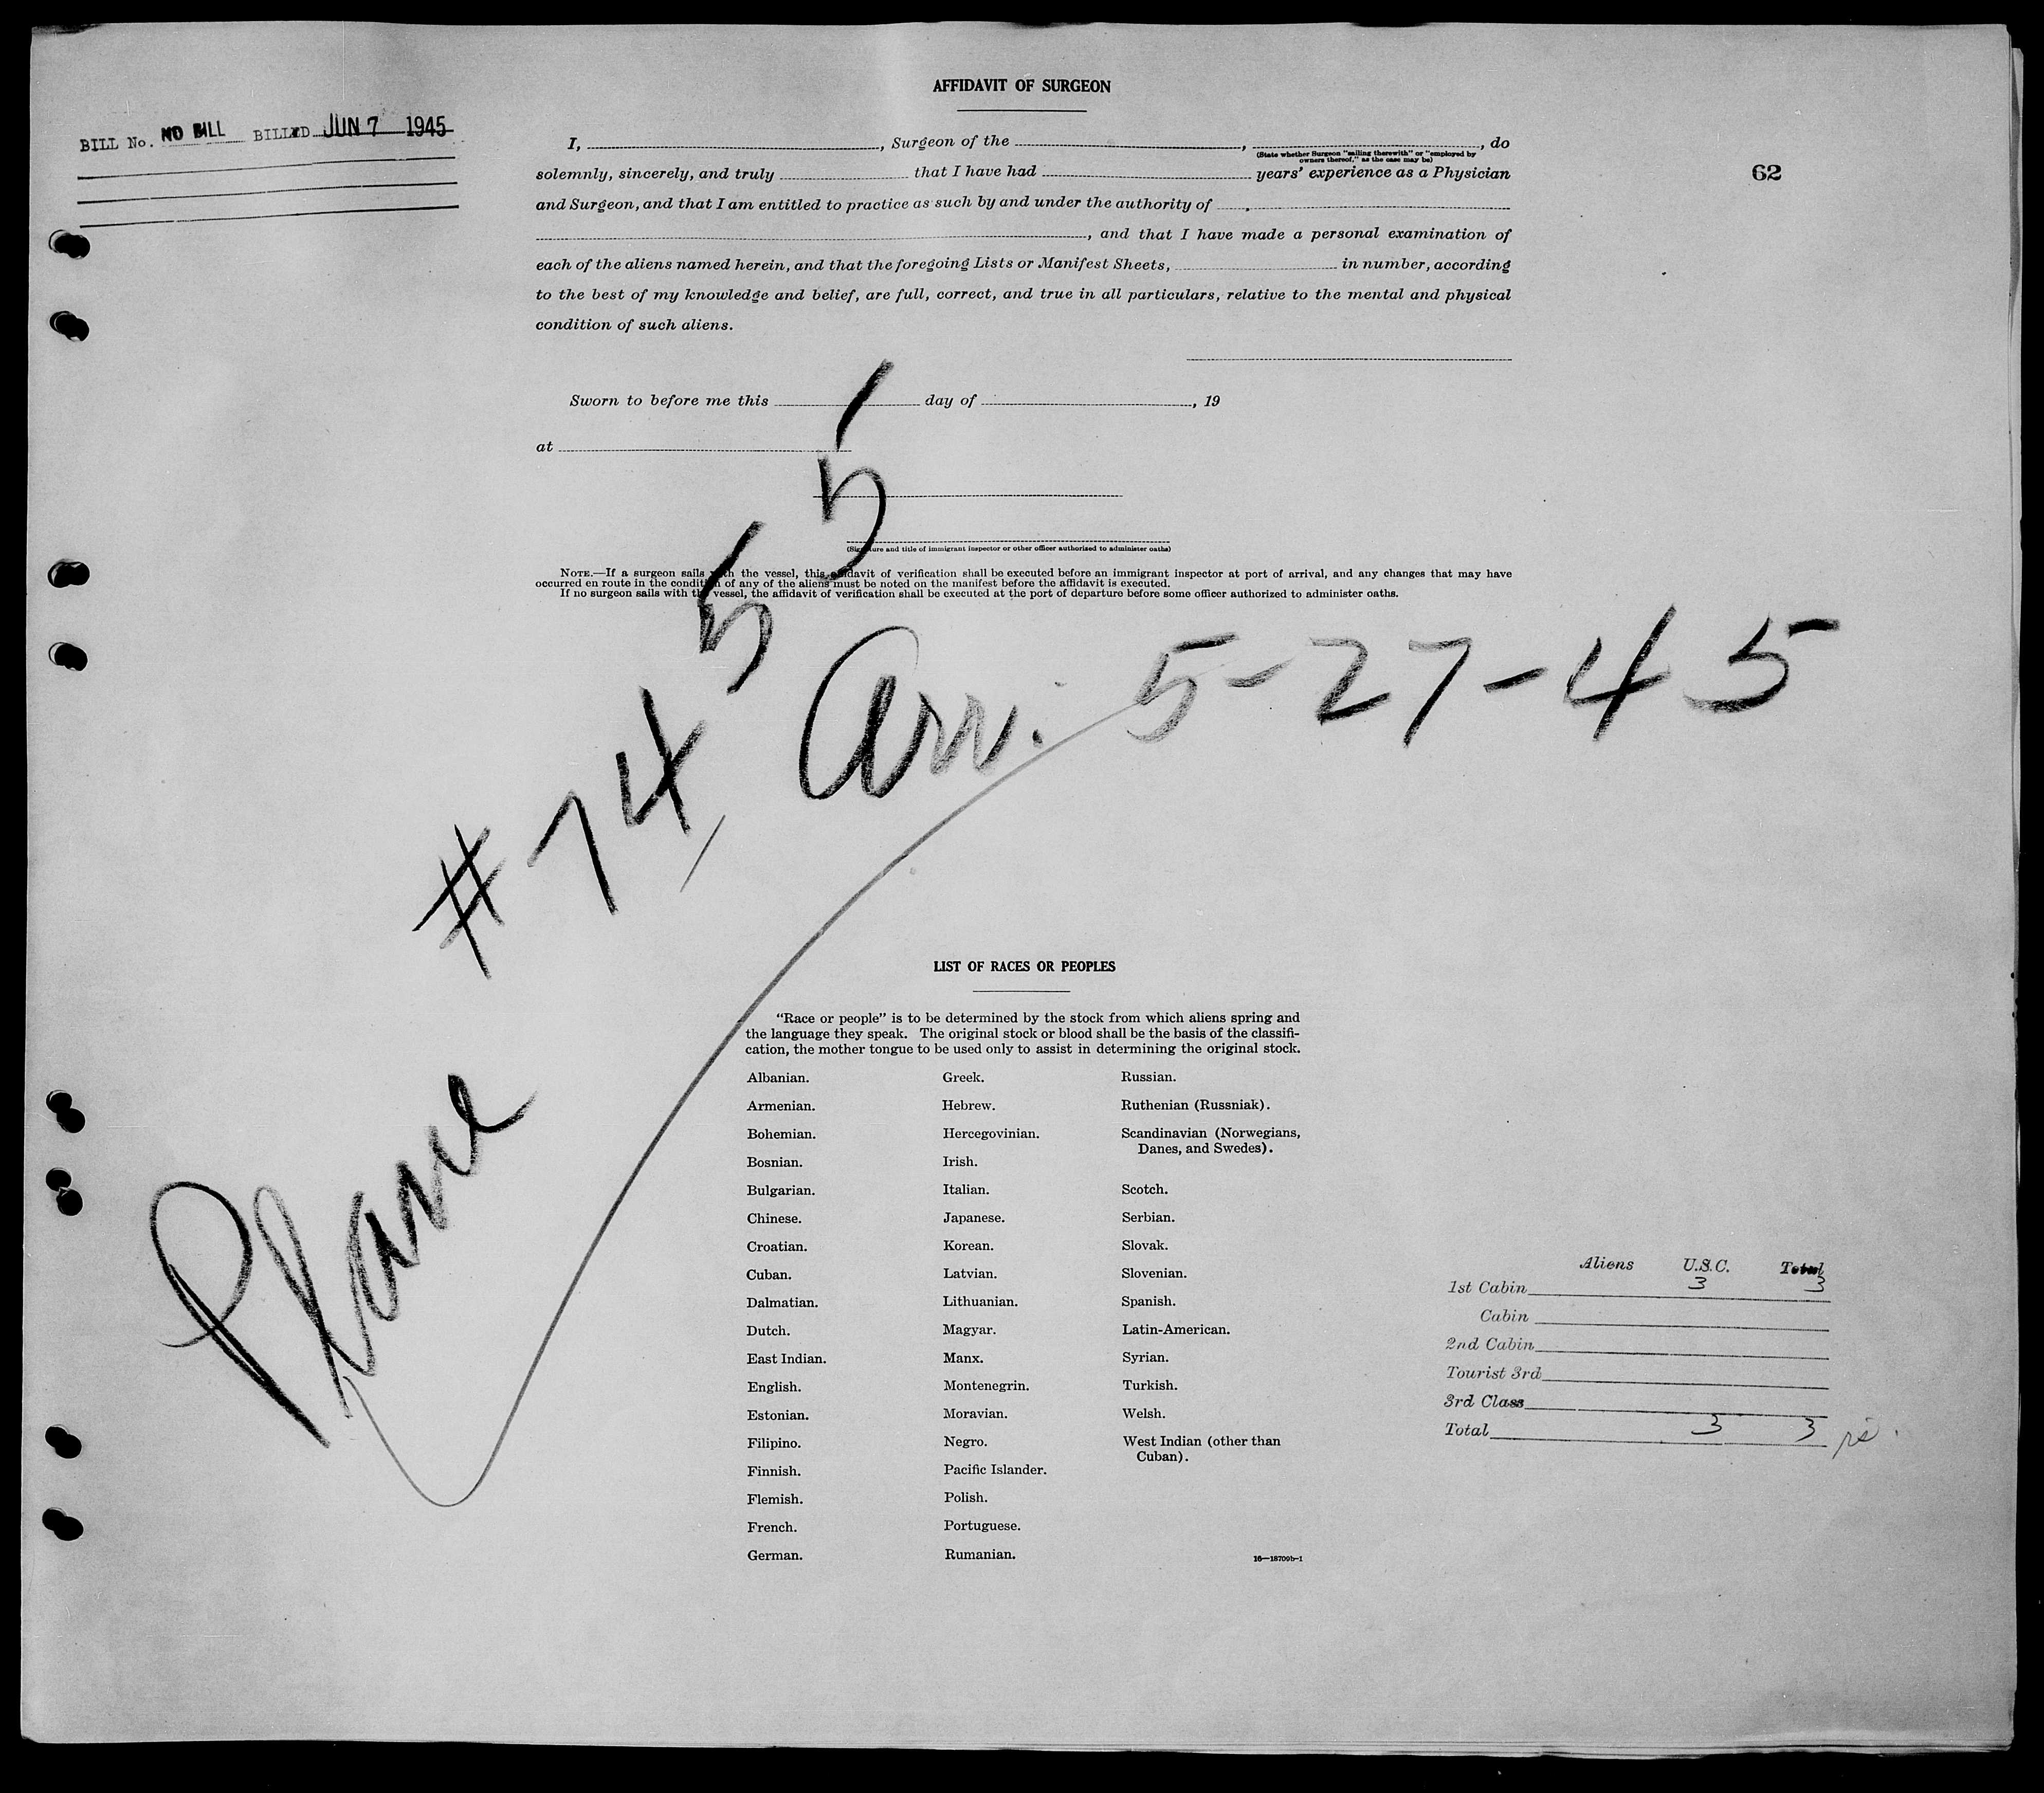 AFFIDAVIT OF SURGEON
BILL No. NO BILL BILLED JUN 7 1945
I, , Surgeon of the , , do
(State whether Surgeon "sailing therewith" or "employed by
owners thereof," as the case may be)
62
solemnly, sincerely, and truly that I have had years' experience as a Physician
and Surgeon, and that I am entitled to practice as such by and under the authority of
, and that I have made a personal examination of
each of the aliens named herein, and that the foregoing Lists or Manifest Sheets, in number, according
to the best of my knowledge and belief, are full, correct, and true in all particulars, relative to the mental and physical
condition of such aliens.
Sworn to before me this day of , 19
at
(Signature and title of immigrant inspector or other officer authorized to administer oaths)
NOTE.—If a surgeon sails with the vessel, this affidavit of verification shall be executed before an immigrant inspector at port of arrival, and any changes that may have
occurred en route in the condition of any of the aliens must be noted on the manifest before the affidavit is executed.
If no surgeon sails with the vessel, the affidavit of verification shall be executed at the port of departure before some officer authorized to administer oaths.
Plane #7455
Arr. 5-27-45
LIST OF RACES OR PEOPLES
"Race or people" is to be determined by the stock from which aliens spring and
the language they speak. The original stock or blood shall be the basis of the classifi-
cation, the mother tongue to be used only to assist in determining the original stock.
Albanian. Greek. Russian.
Armenian. Hebrew. Ruthenian (Russniak).
Bohemian. Hercegovinian. Scandinavian (Norwegians,
Danes, and Swedes).
Bosnian. Irish.
Bulgarian. Italian. Scotch.
Chinese. Japanese. Serbian.
Croatian. Korean. Slovak.
Cuban. Latvian. Slovenian.
Dalmatian. Lithuanian. Spanish.
Dutch. Magyar. Latin-American.
East Indian. Manx. Syrian.
English. Montenegrin. Turkish.
Estonian. Moravian. Welsh.
Filipino. Negro. West Indian (other than
Cuban).
Finnish. Pacific Islander.
Flemish. Polish.
French. Portuguese.
German. Rumanian.
16—18709b-1
Aliens U.S.C. Total
1st Cabin 3 3
Cabin
2nd Cabin
Tourist 3rd
3rd Class
Total 3 3